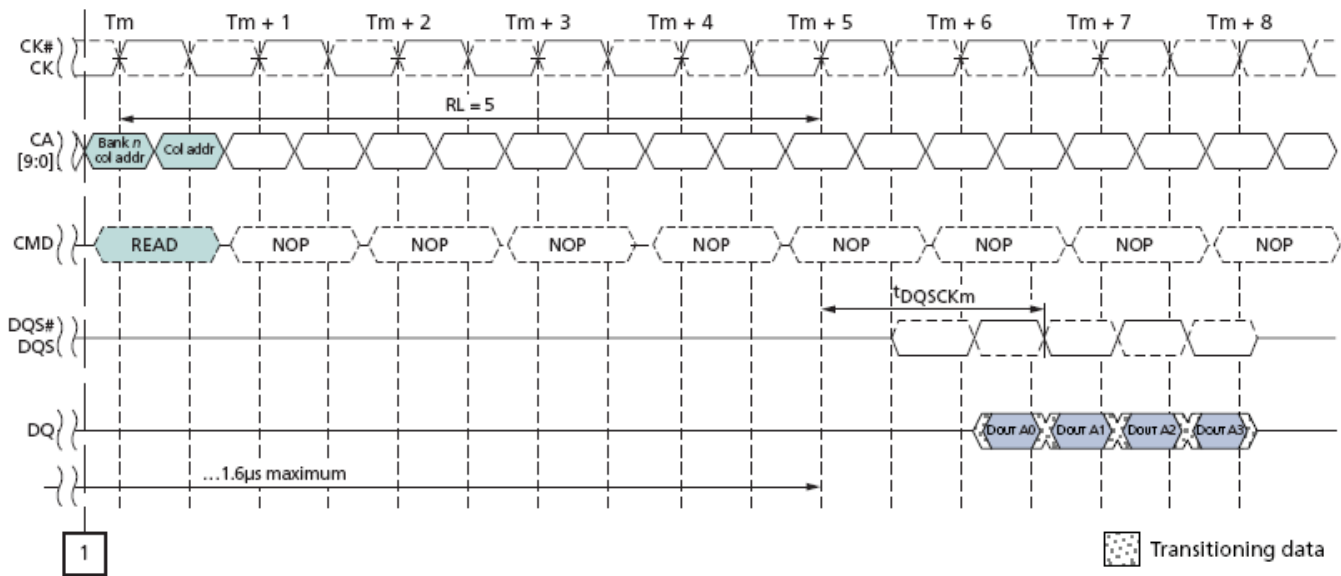 Tm Tm + 1 Tm + 2 Tm + 3 Tm + 4 Tm + 5 Tm + 6 Tm + 7 Tm + 8
CK#
CK
RL = 5
CA
[9:0]
Bank n
col addr
Col addr
CMD READ NOP NOP NOP NOP NOP NOP NOP NOP
tDQSCKm
DQS#
DQS
DQ DOUT A0 DOUT A1 DOUT A2 DOUT A3
...1.6μs maximum
1
Transitioning data